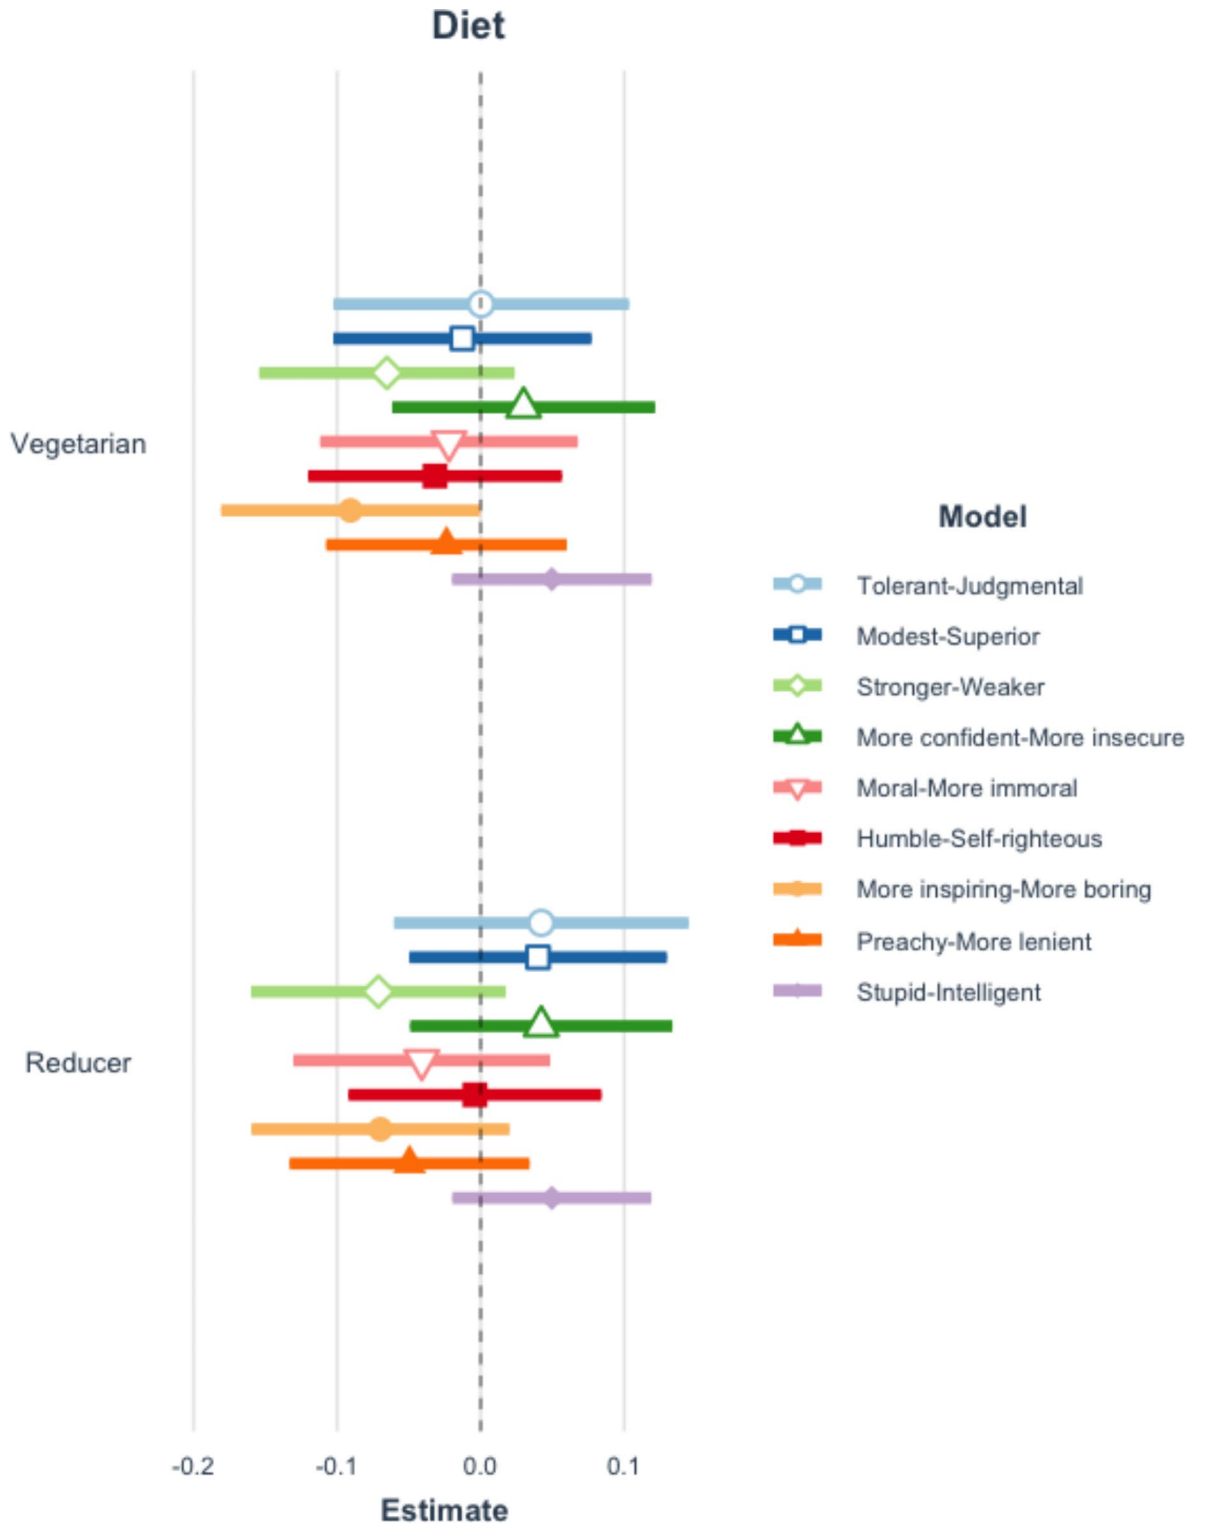 Diet
Vegetarian
Reducer
-0.2 -0.1 0.0 0.1
Estimate
Model
Tolerant-Judgmental
Modest-Superior
Stronger-Weaker
More confident-More insecure
Moral-More immoral
Humble-Self-righteous
More inspiring-More boring
Preachy-More lenient
Stupid-Intelligent